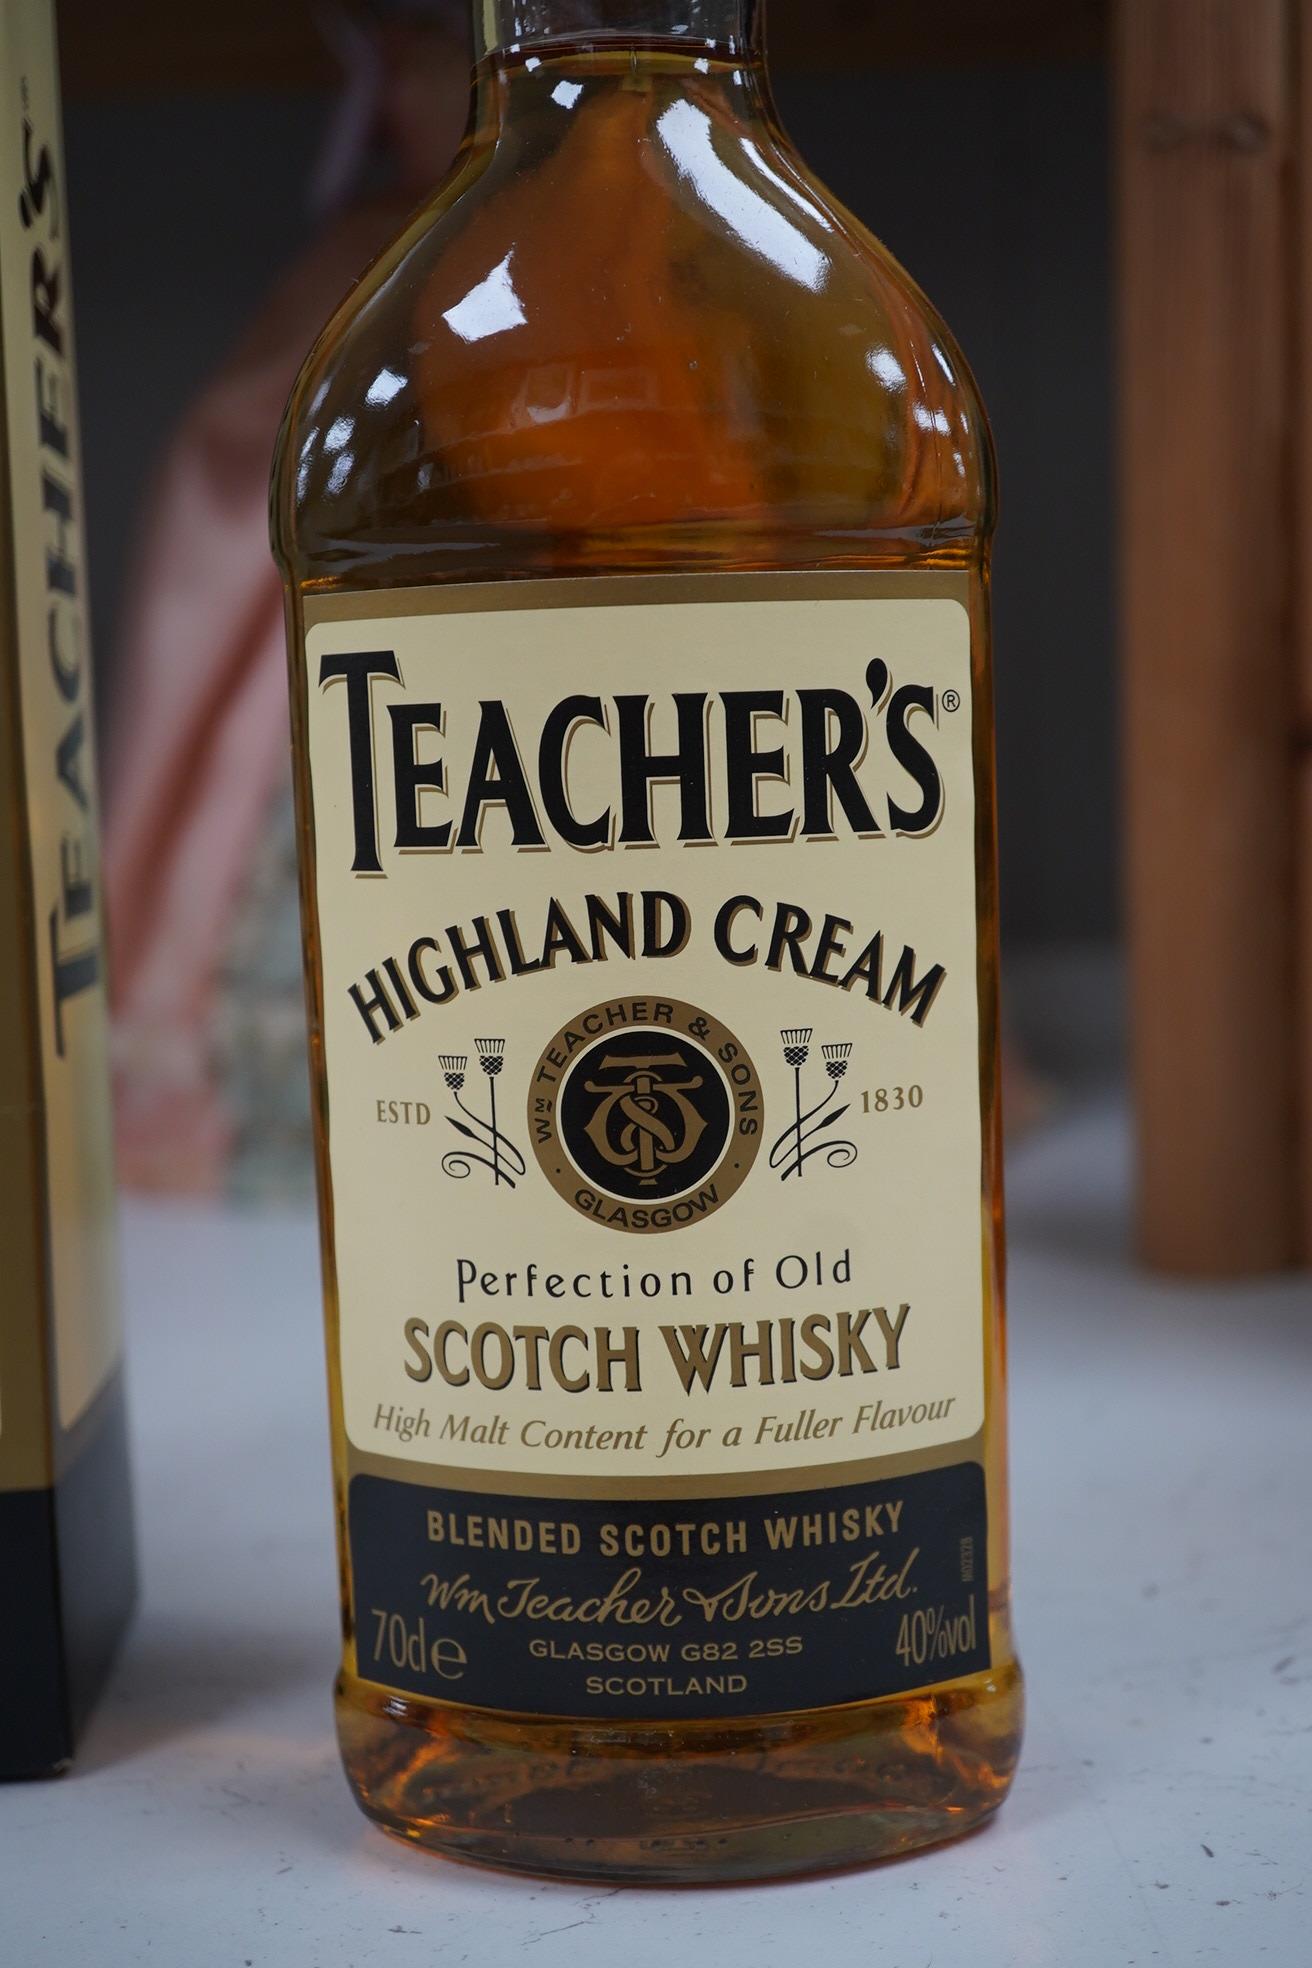 TEACHER'S
TEACHER'S®
HIGHLAND CREAM
WM TEACHER & SONS
· GLASGOW ·
ESTD
1830
Perfection of Old
SCOTCH WHISKY
High Malt Content for a Fuller Flavour
BLENDED SCOTCH WHISKY
Wm Teacher & Sons Ltd.
70cl e
GLASGOW G82 2SS
40%vol
SCOTLAND